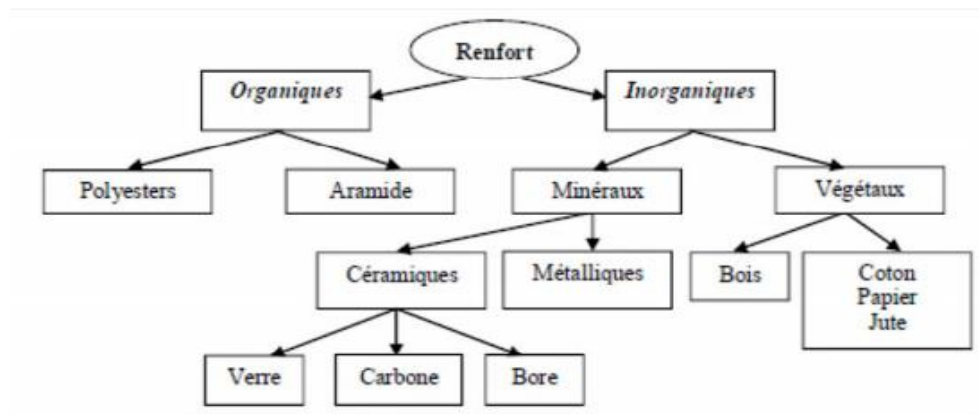 Renfort
Organiques
Inorganiques
Polyesters
Aramide
Minéraux
Végétaux
Céramiques
Métalliques
Bois
Coton
Papier
Jute
Verre
Carbone
Bore